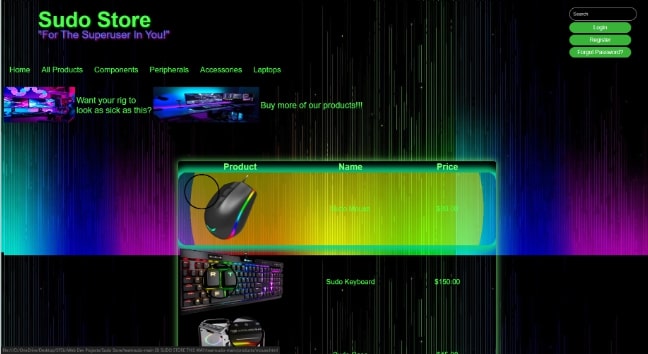 Sudo Store
"For The Superuser In You!"
Search
Login
Register
Forgot Password?
Home All Products Components Peripherals Accessories Laptops
Want your rig to
look as sick as this?
Buy more of our products!!!
Product Name Price
Sudo Mouse
Sudo Keyboard $150.00